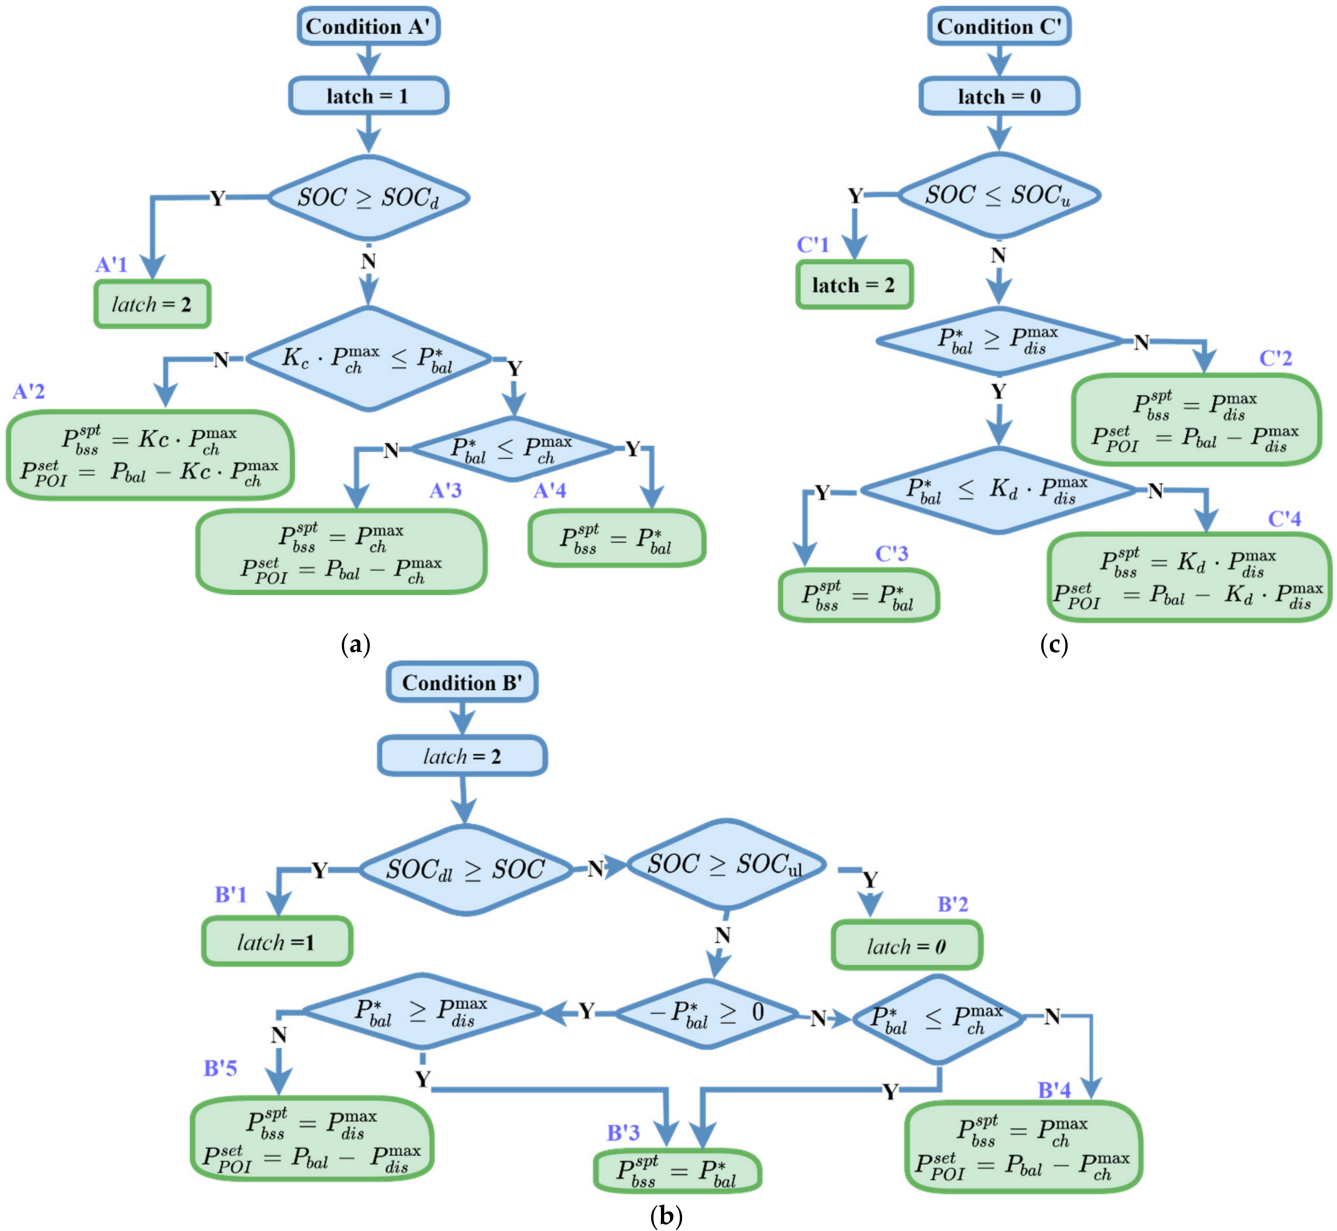 Condition A'
latch = 1
SOC ≥ SOC_d
Y
N
A'1
latch = 2
K_c · P_ch^max ≤ P*_bal
N
Y
A'2
P_bss^spt = Kc · P_ch^max
P_POI^set = P_bal − Kc · P_ch^max
P*_bal ≤ P_ch^max
N
Y
A'3
A'4
P_bss^spt = P_ch^max
P_POI^set = P_bal − P_ch^max
P_bss^spt = P*_bal
(a)
Condition C'
latch = 0
SOC ≤ SOC_u
Y
N
C'1
latch = 2
P*_bal ≥ P_dis^max
N
Y
C'2
P_bss^spt = P_dis^max
P_POI^set = P_bal − P_dis^max
P*_bal ≤ K_d · P_dis^max
Y
N
C'3
P_bss^spt = P*_bal
C'4
P_bss^spt = K_d · P_dis^max
P_POI^set = P_bal − K_d · P_dis^max
(c)
Condition B'
latch = 2
SOC_dl ≥ SOC
Y
N
SOC ≥ SOC_ul
Y
N
B'1
latch =1
B'2
latch = 0
P*_bal ≥ P_dis^max
Y
−P*_bal ≥ 0
N
P*_bal ≤ P_ch^max
N
N
Y
Y
B'5
P_bss^spt = P_dis^max
P_POI^set = P_bal − P_dis^max
B'3
P_bss^spt = P*_bal
B'4
P_bss^spt = P_ch^max
P_POI^set = P_bal − P_ch^max
(b)